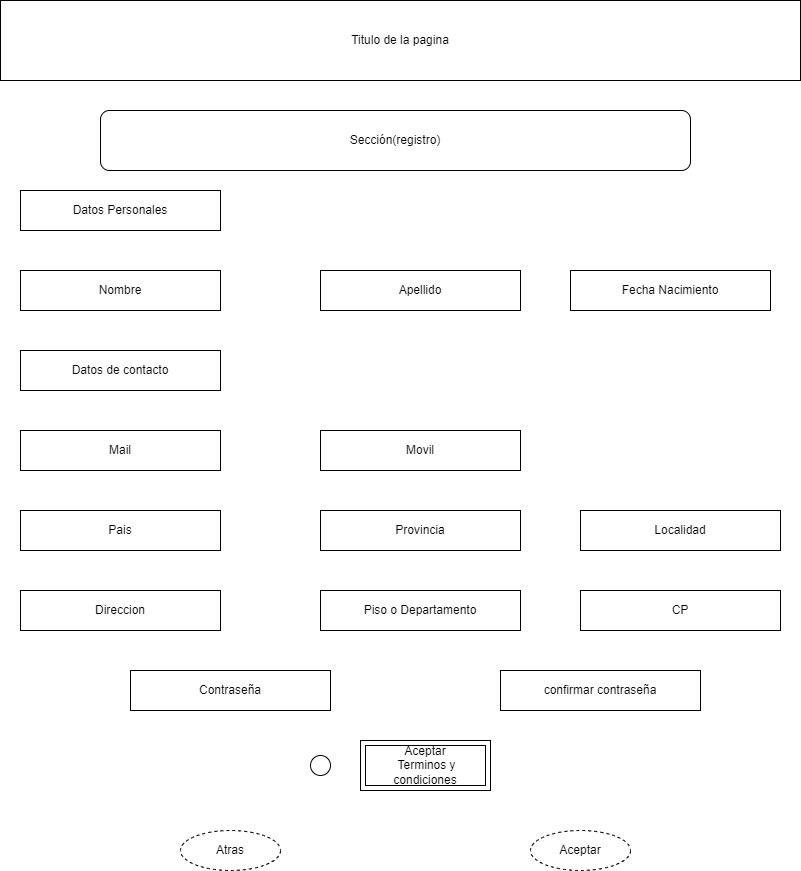 Titulo de la pagina
Sección(registro)
Datos Personales
Nombre
Apellido
Fecha Nacimiento
Datos de contacto
Mail
Movil
Pais
Provincia
Localidad
Direccion
Piso o Departamento
CP
Contraseña
confirmar contraseña
Aceptar
Terminos y
condiciones
Atras
Aceptar